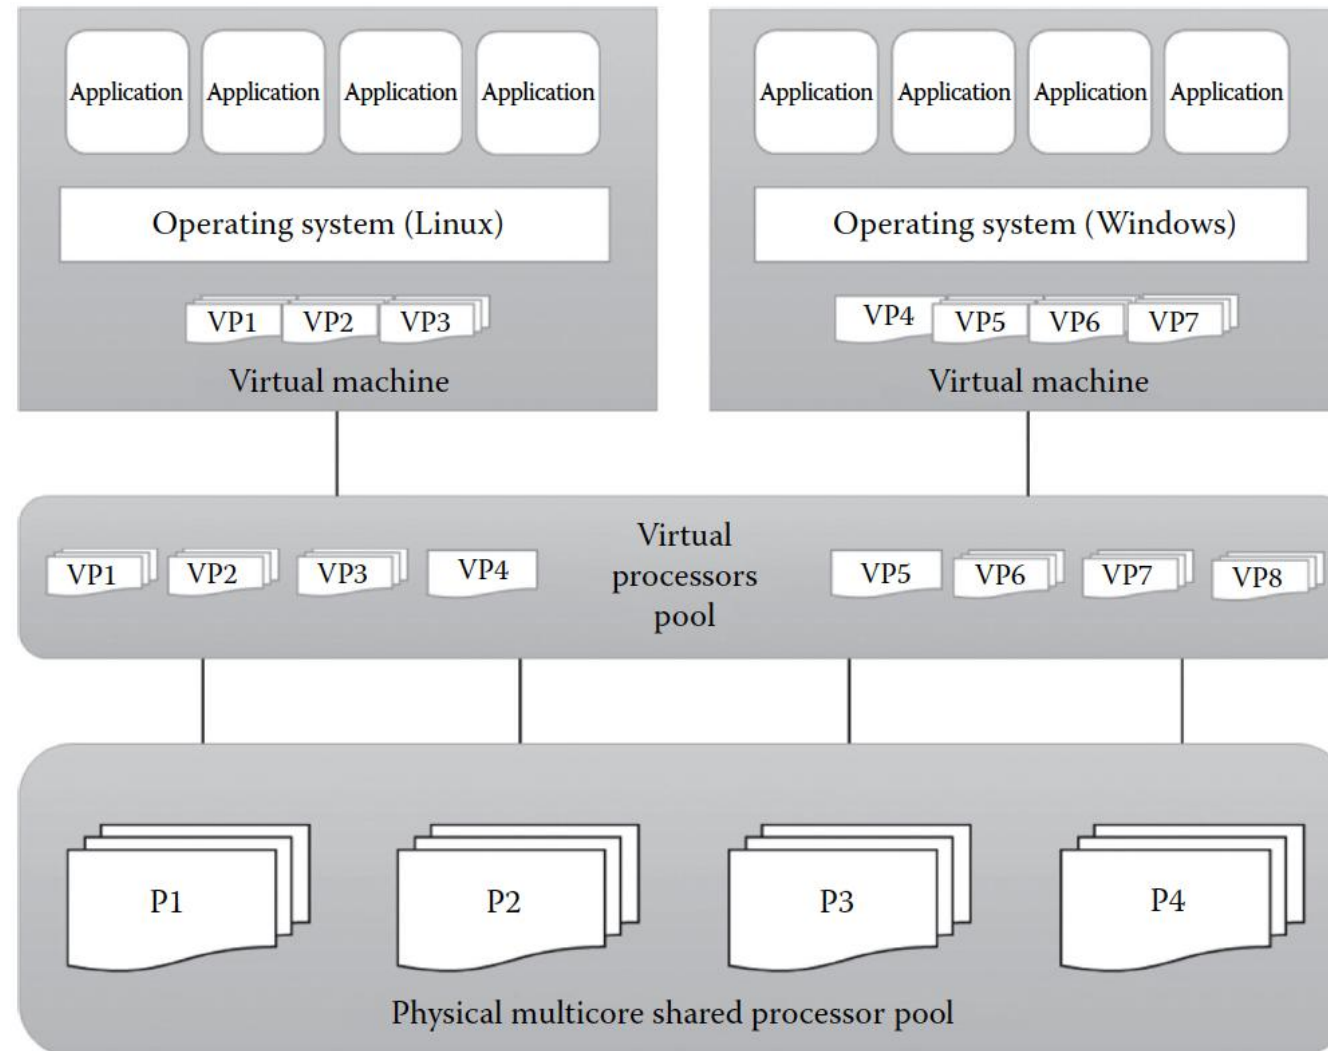 Application Application Application Application
Operating system (Linux)
VP1 VP2 VP3
Virtual machine
Application Application Application Application
Operating system (Windows)
VP4 VP5 VP6 VP7
Virtual machine
VP1 VP2 VP3 VP4
Virtual
processors
pool
VP5 VP6 VP7 VP8
P1 P2 P3 P4
Physical multicore shared processor pool